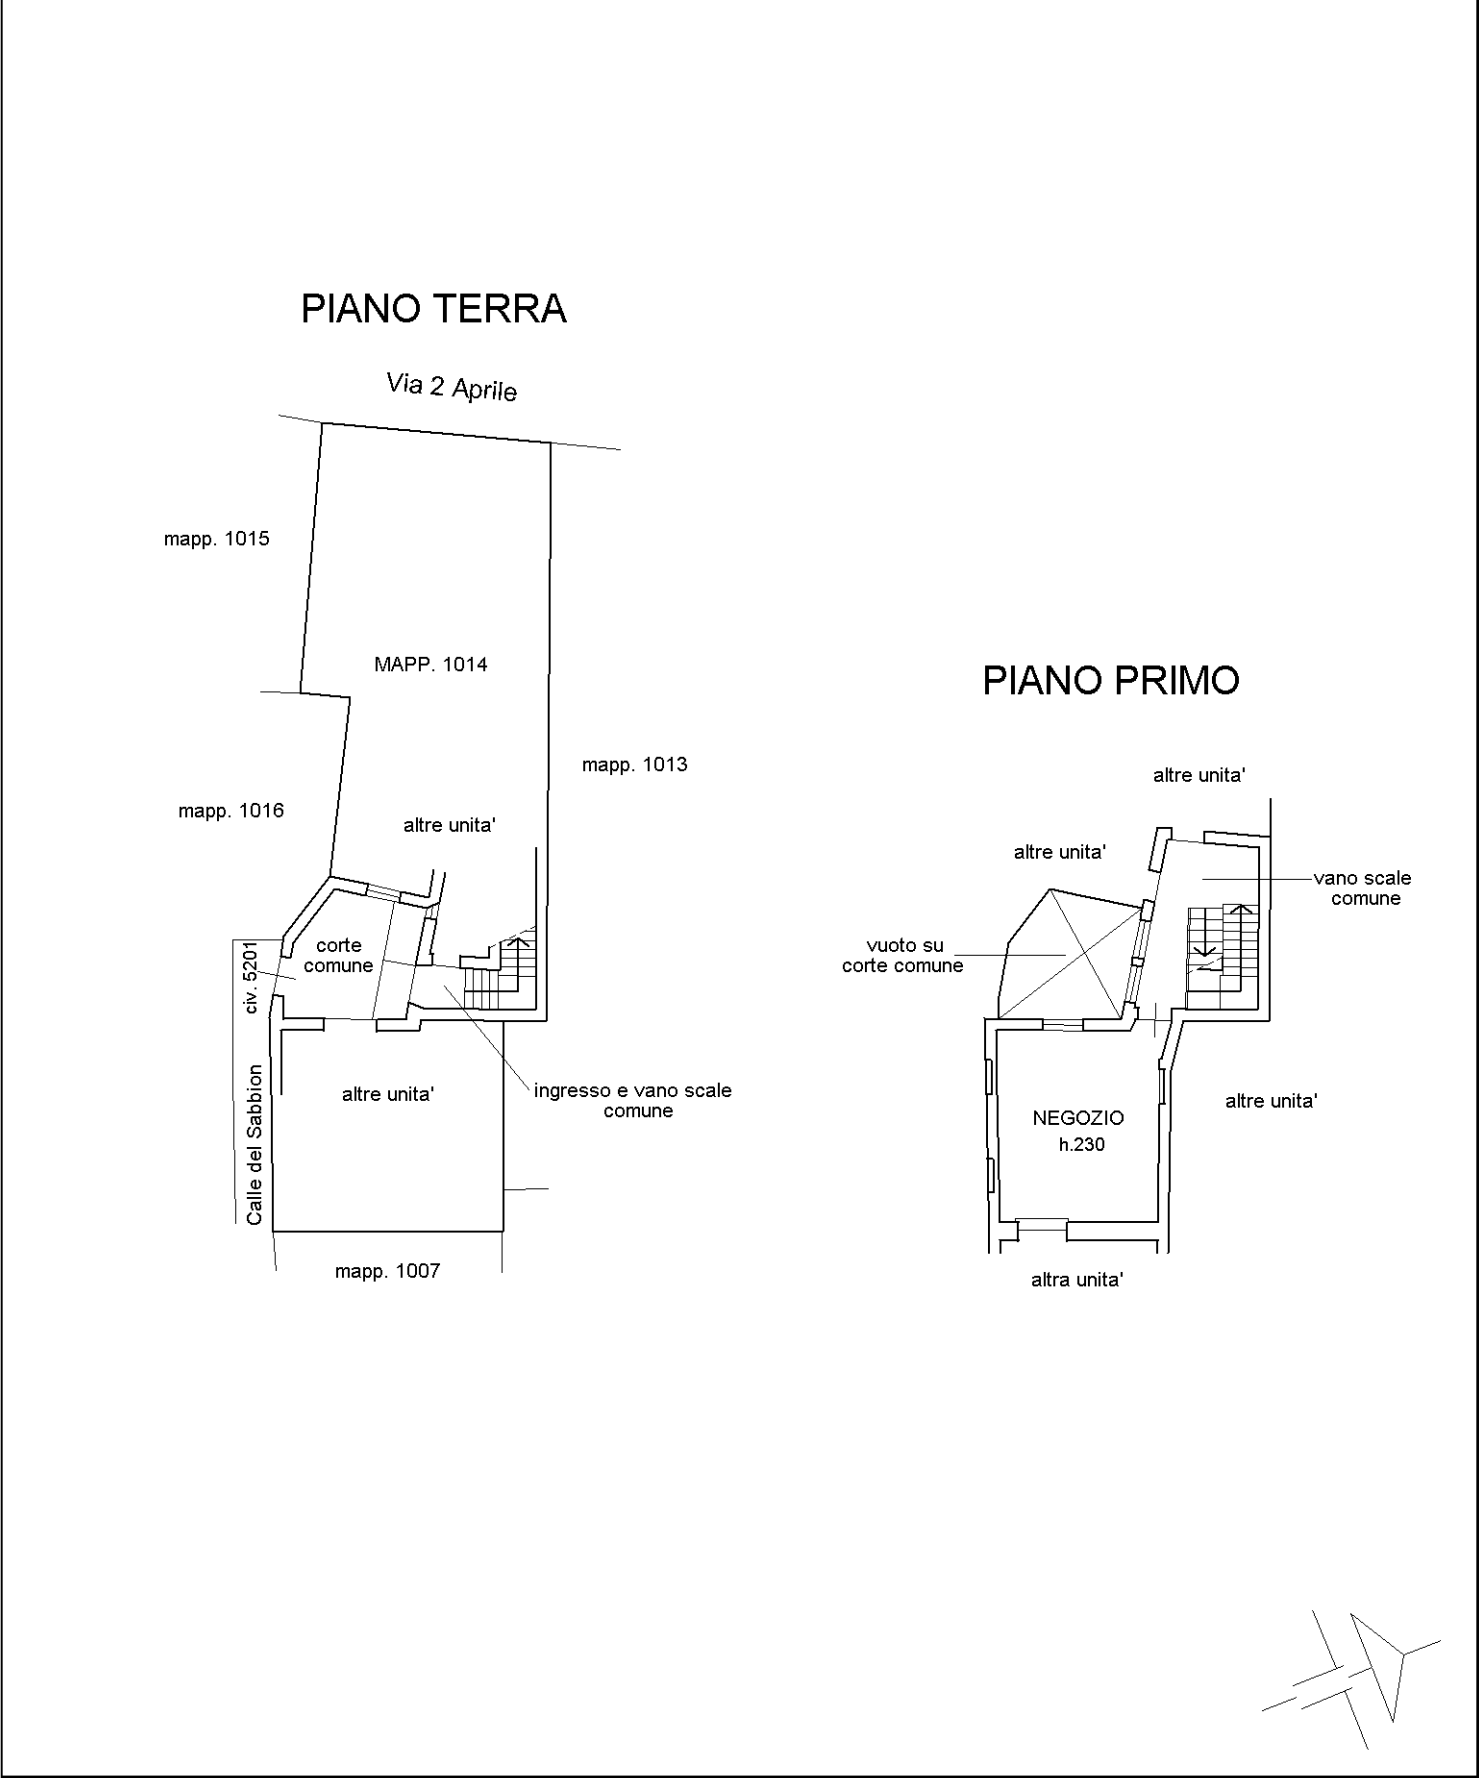 PIANO TERRA
Via 2 Aprile
mapp. 1015
MAPP. 1014
mapp. 1013
mapp. 1016
altre unita'
corte
comune
civ. 5201
Calle del Sabbion
altre unita'
ingresso e vano scale
comune
mapp. 1007
PIANO PRIMO
altre unita'
altre unita'
vano scale
comune
vuoto su
corte comune
NEGOZIO
h.230
altre unita'
altra unita'